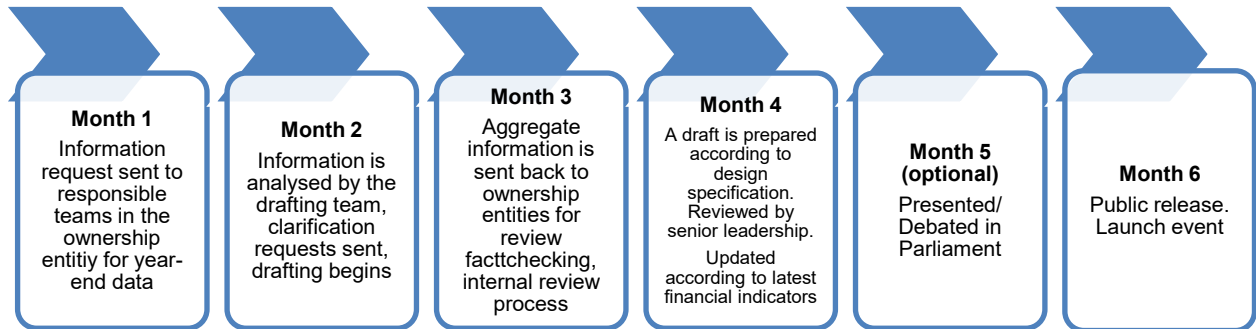 Month 1
Information
request sent to
responsible
teams in the
ownership
entitiy for year-
end data
Month 2
Information is
analysed by the
drafting team,
clarification
requests sent,
drafting begins
Month 3
Aggregate
information is
sent back to
ownership
entities for
review
facttchecking,
internal review
process
Month 4
A draft is prepared
according to
design
specification.
Reviewed by
senior leadership.
Updated
according to latest
financial indicators
Month 5
(optional)
Presented/
Debated in
Parliament
Month 6
Public release.
Launch event